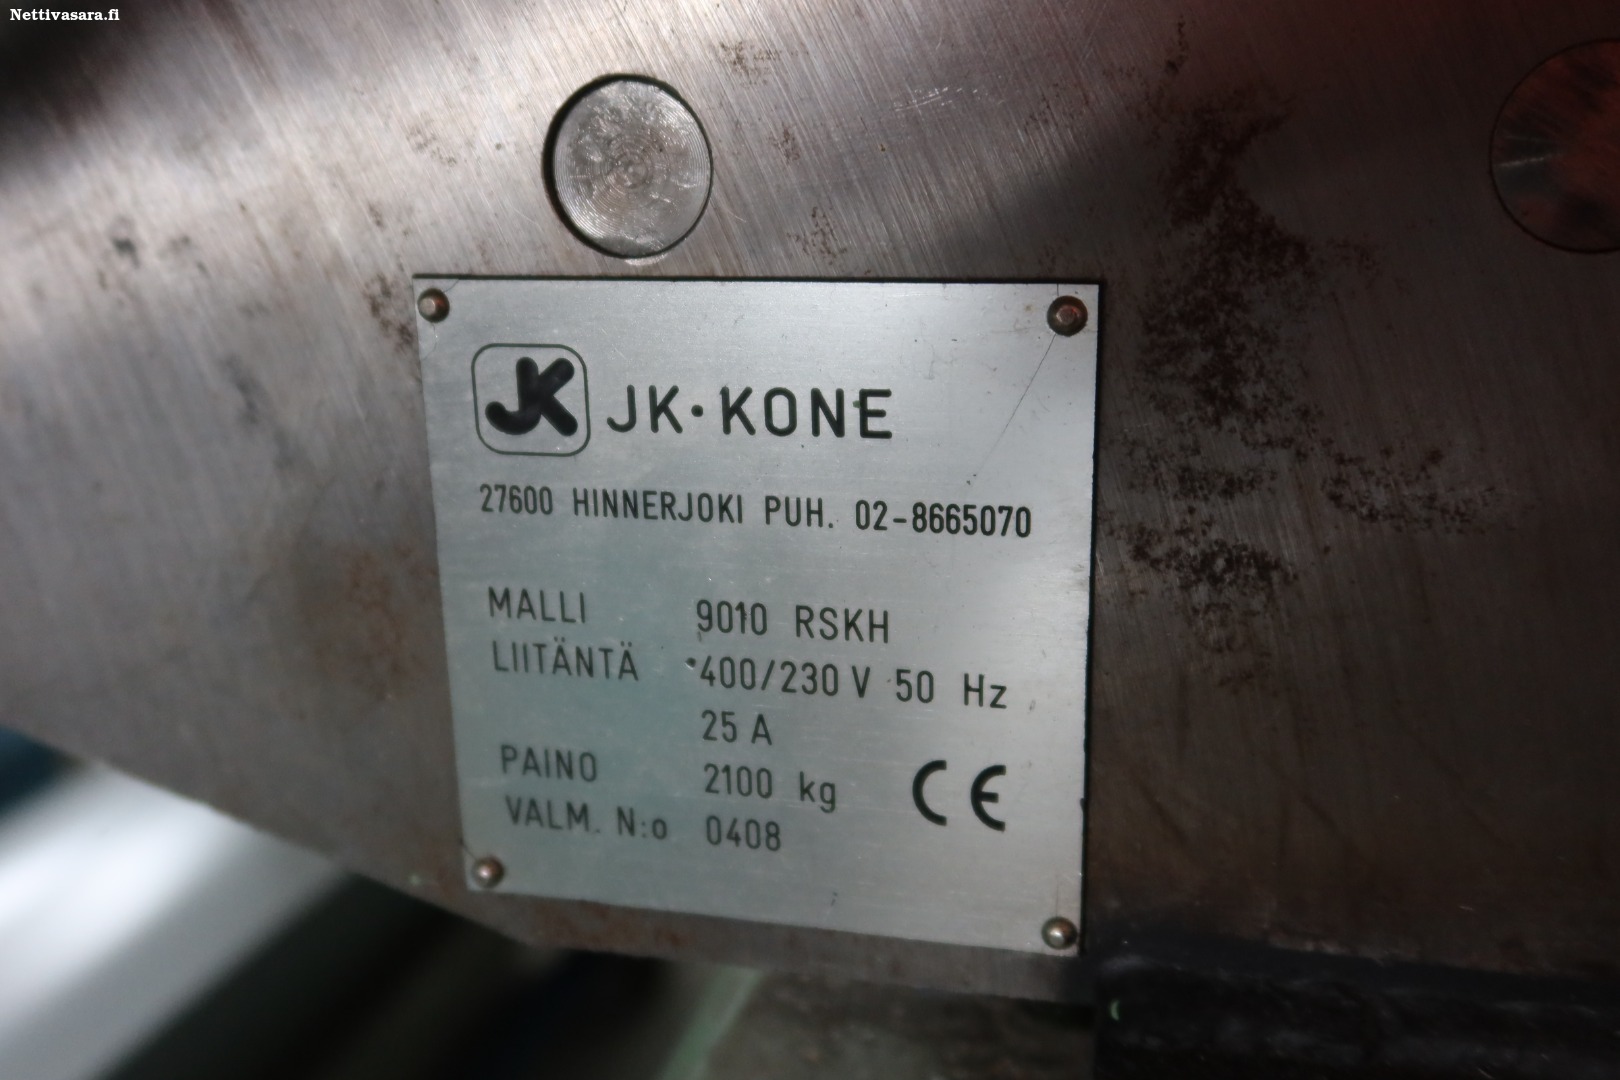 Nettivasara.fi
JK JK·KONE
27600 HINNERJOKI PUH. 02-8665070
MALLI 9010 RSKH
LIITÄNTÄ 400/230 V 50 Hz
25 A
PAINO 2100 kg CE
VALM. N:o 0408